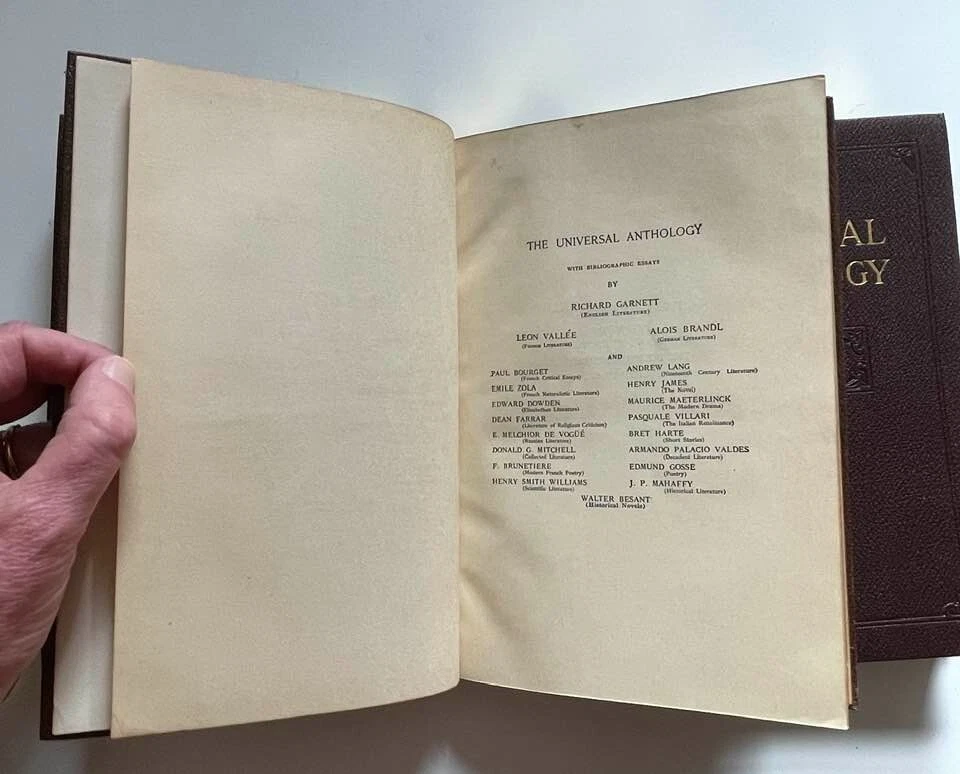 THE UNIVERSAL ANTHOLOGY
WITH BIBLIOGRAPHIC ESSAYS
BY
RICHARD GARNETT
(English Literature)
LEON VALLÉE
(French Literature)
ALOIS BRANDL
(German Literature)
AND
PAUL BOURGET
(French Critical Essays)
EMILE ZOLA
(French Naturalistic Literature)
EDWARD DOWDEN
(Elizabethan Literature)
DEAN FARRAR
(Literature of Religious Criticism)
E. MELCHIOR DE VOGÜÉ
(Russian Literature)
DONALD G. MITCHELL
(Collected Literature)
F. BRUNETIERE
(Modern French Poetry)
HENRY SMITH WILLIAMS
(Scientific Literature)
ANDREW LANG
(Nineteenth Century Literature)
HENRY JAMES
(The Novel)
MAURICE MAETERLINCK
(The Modern Drama)
PASQUALE VILLARI
(The Italian Renaissance)
BRET HARTE
(Short Stories)
ARMANDO PALACIO VALDES
(Decadent Literature)
EDMUND GOSSE
(Poetry)
J. P. MAHAFFY
(Historical Literature)
WALTER BESANT
(Historical Novels)
AL
GY